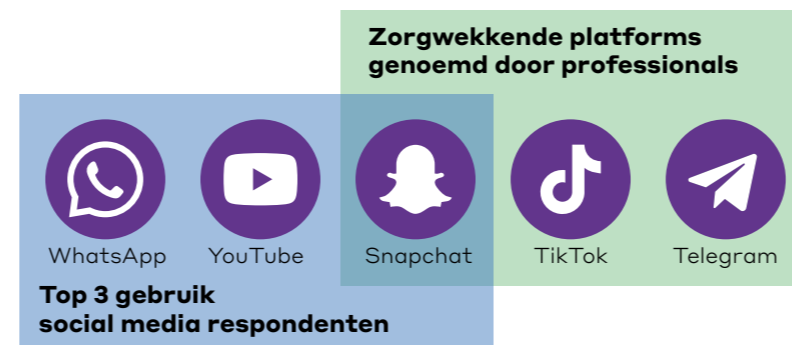 Zorgwekkende platforms
genoemd door professionals
WhatsApp
YouTube
Snapchat
TikTok
Telegram
Top 3 gebruik
social media respondenten